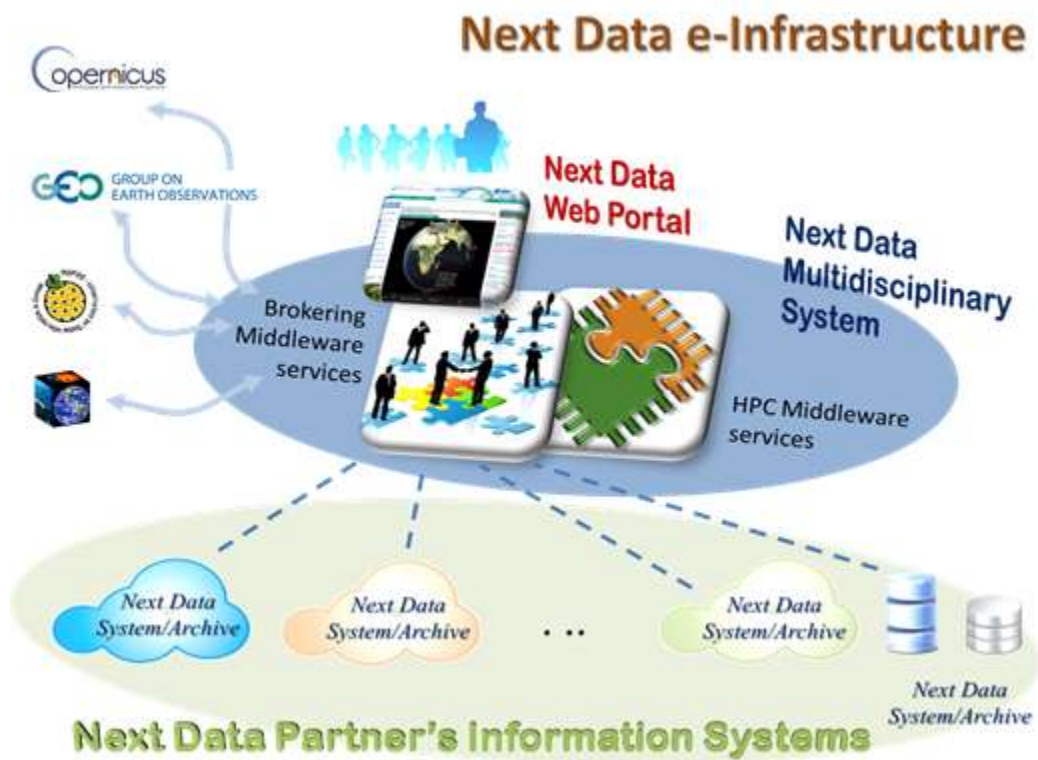 Next Data e-Infrastructure
opernicus
GEO GROUP ON
EARTH OBSERVATIONS
Next Data
Web Portal
Next Data
Multidisciplinary
System
Brokering
Middleware
services
HPC Middleware
services
Next Data
System/Archive
Next Data
System/Archive
. ..
Next Data
System/Archive
Next Data
System/Archive
Next Data Partner's Information Systems